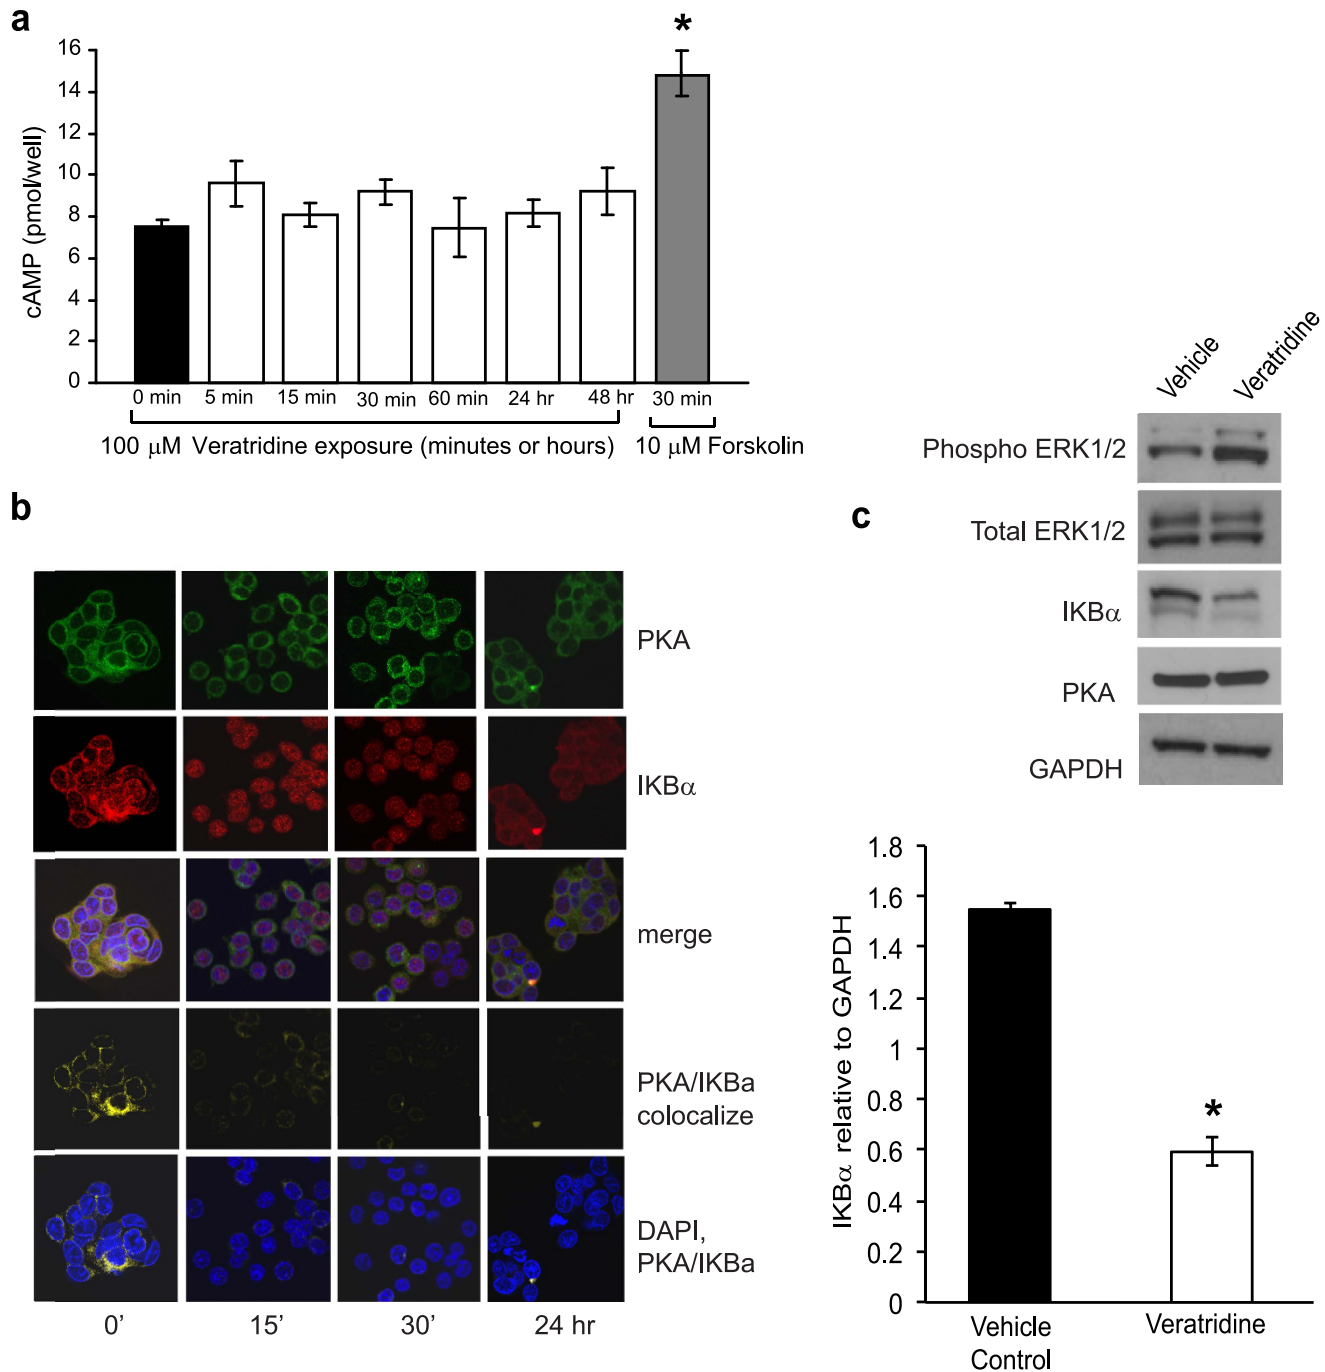 a
*
16
14
12
10
8
6
4
2
0
cAMP (pmol/well)
0 min 5 min 15 min 30 min 60 min 24 hr 48 hr 30 min
100 μM Veratridine exposure (minutes or hours) 10 μM Forskolin
b
PKA
IKBα
merge
PKA/IKBa
colocalize
DAPI,
PKA/IKBa
0' 15' 30' 24 hr
c
Vehicle
Veratridine
Phospho ERK1/2
Total ERK1/2
IKBα
PKA
GAPDH
1.8
1.6
1.4
1.2
1
0.8
0.6
0.4
0.2
0
IKBα relative to GAPDH
*
Vehicle
Control
Veratridine